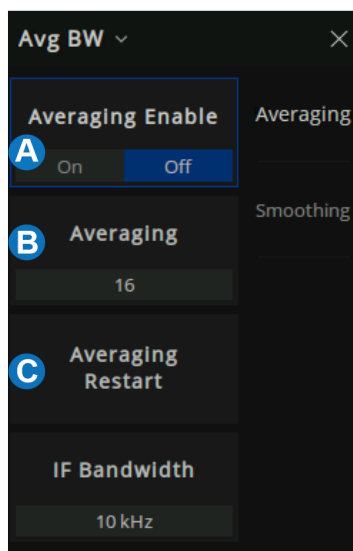 Avg BW
Averaging Enable
A
On Off
Averaging
Smoothing
B
Averaging
16
C
Averaging
Restart
IF Bandwidth
10 kHz